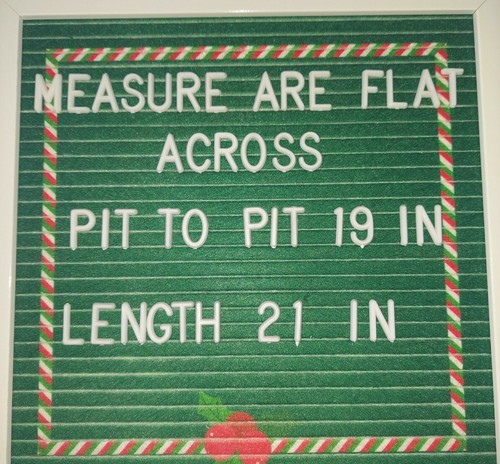 MEASURE ARE FLAT
ACROSS
PIT TO PIT 19 IN
LENGTH 21 IN